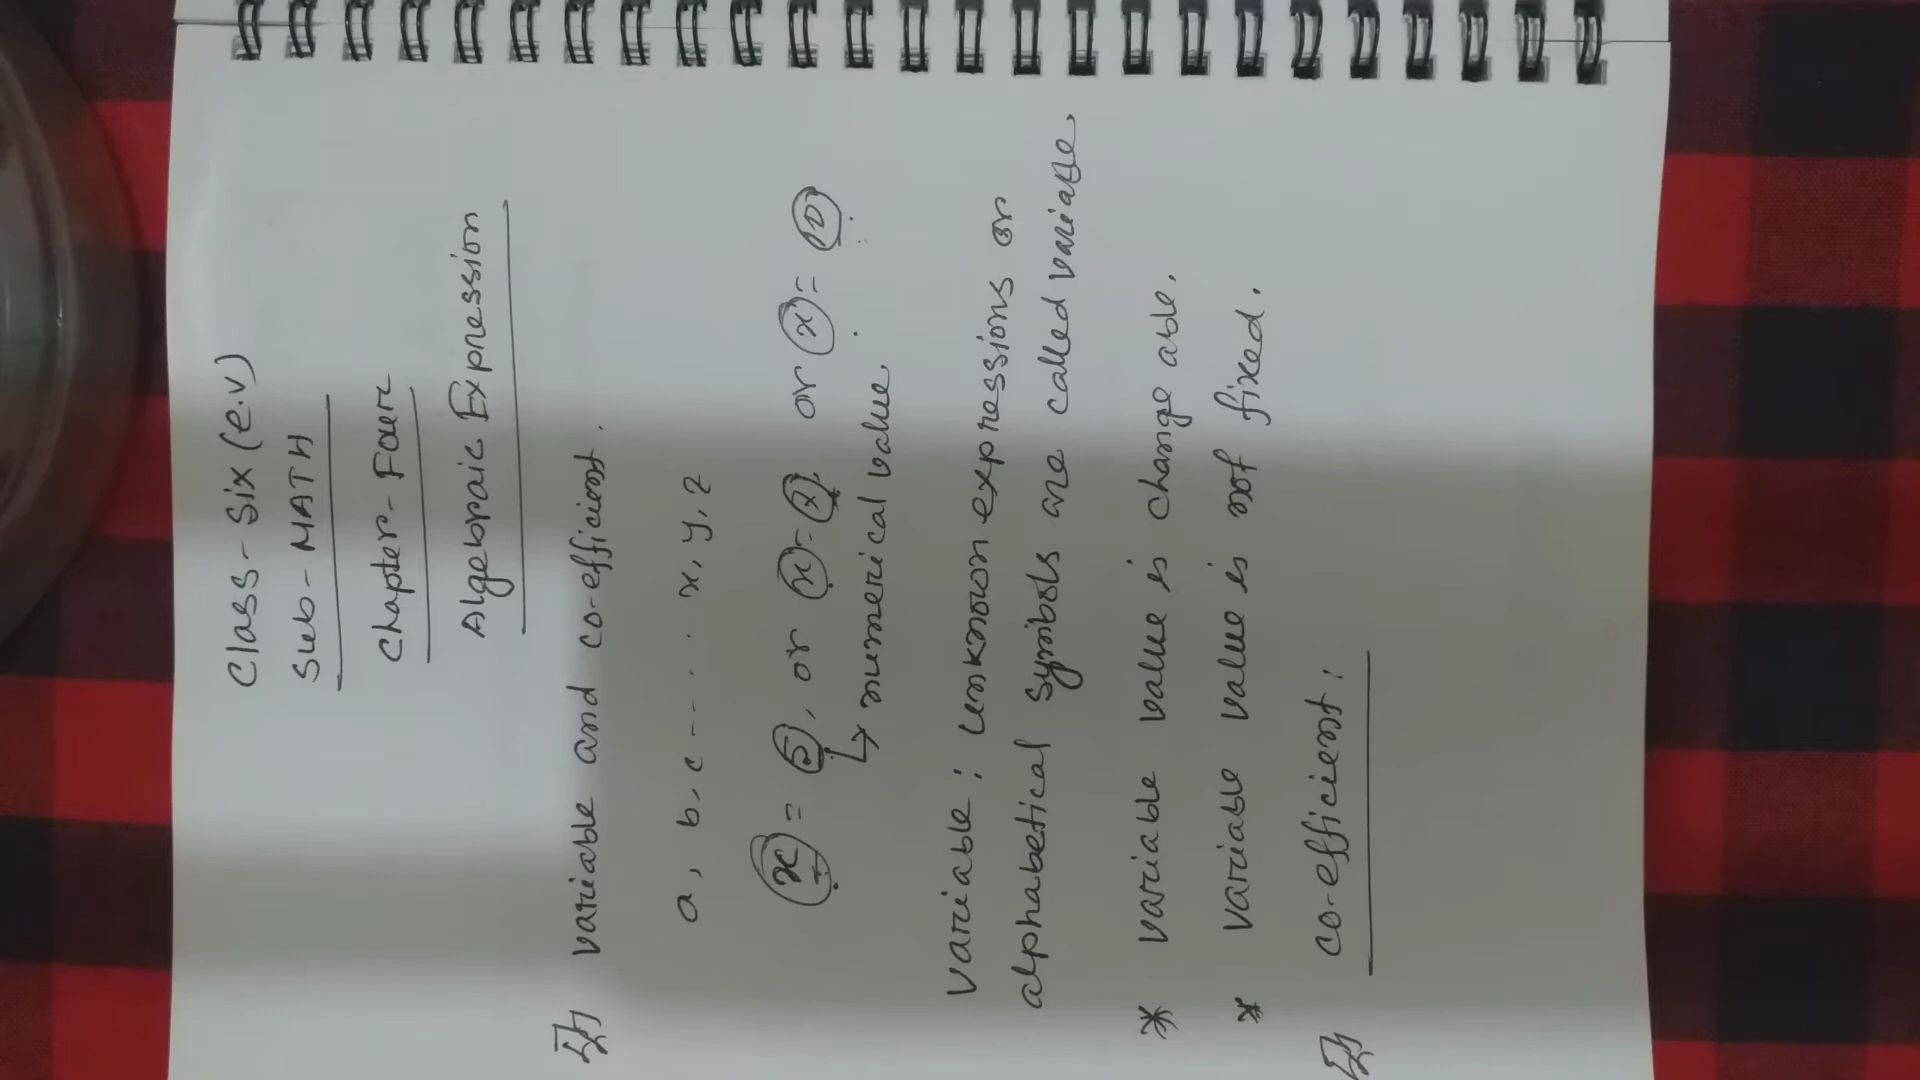 Class - Six (e.v)
Sub - MATH
Chapter - Four
Algebraic Expression
variable and co-efficient.
a, b, c ---- . . . x, y, z
x = 5, or x = or x = 10
numerical value.
Variable : unknown expressions or
alphabetical symbols are called variable.
* variable value is change able.
* variable value is not fixed.
co-efficient :